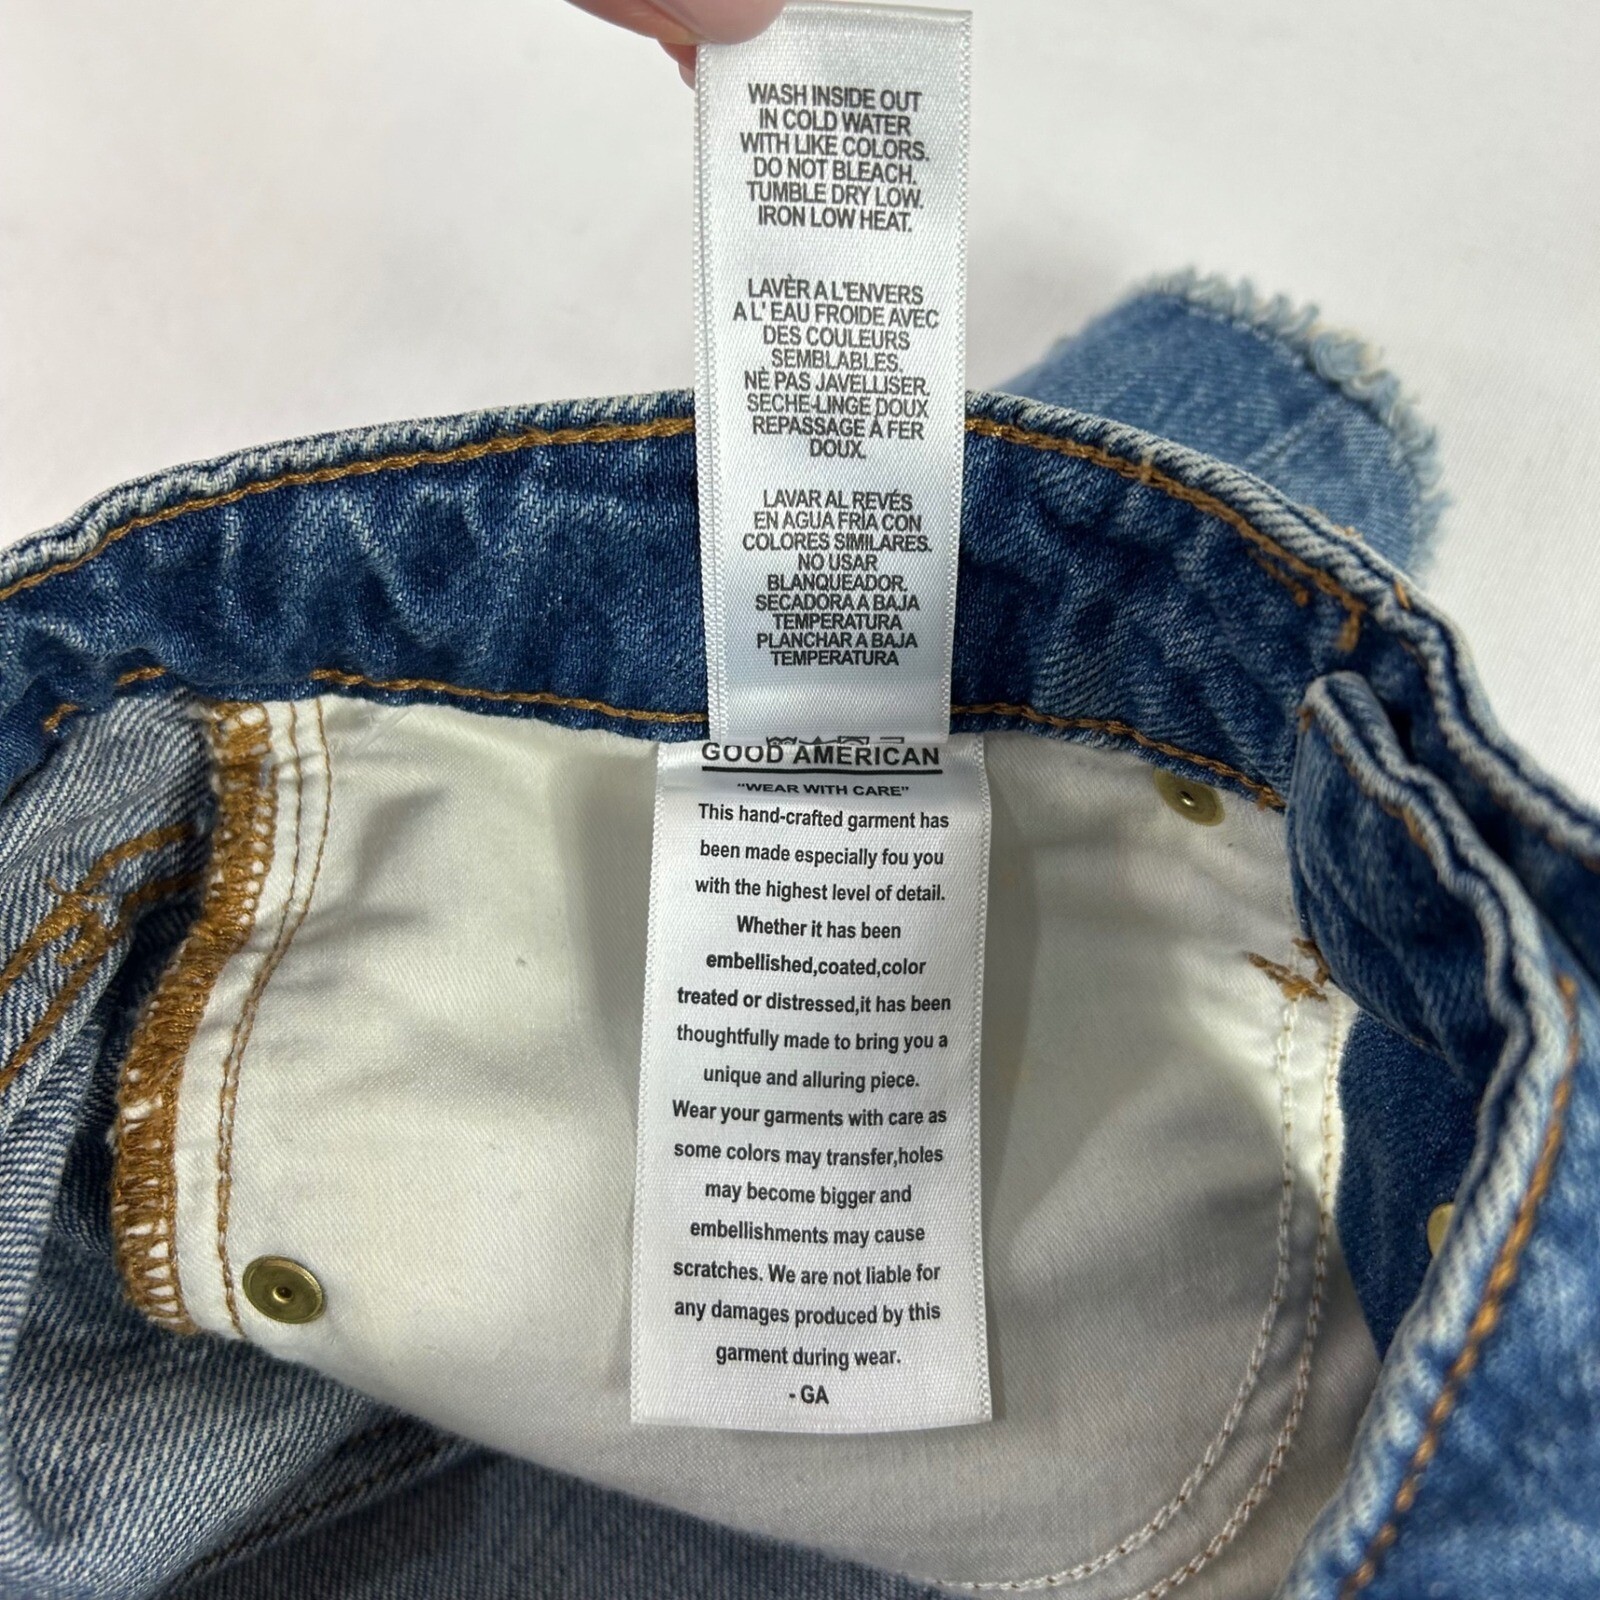 WASH INSIDE OUT
IN COLD WATER
WITH LIKE COLORS.
DO NOT BLEACH.
TUMBLE DRY LOW.
IRON LOW HEAT.
LAVÈR A L'ENVERS
A L' EAU FROIDE AVEC
DES COULEURS
SEMBLABLES.
NÈ PAS JAVELLISER.
SECHE-LINGE DOUX
REPASSAGE À FER
DOUX.
LAVAR AL REVÉS
EN AGUA FRÍA CON
COLORES SIMILARES.
NO USAR
BLANQUEADOR.
SECADORA A BAJA
TEMPERATURA
PLANCHAR A BAJA
TEMPERATURA
GOOD AMERICAN
"WEAR WITH CARE"
This hand-crafted garment has
been made especially fou you
with the highest level of detail.
Whether it has been
embellished,coated,color
treated or distressed,it has been
thoughtfully made to bring you a
unique and alluring piece.
Wear your garments with care as
some colors may transfer,holes
may become bigger and
embellishments may cause
scratches. We are not liable for
any damages produced by this
garment during wear.
- GA